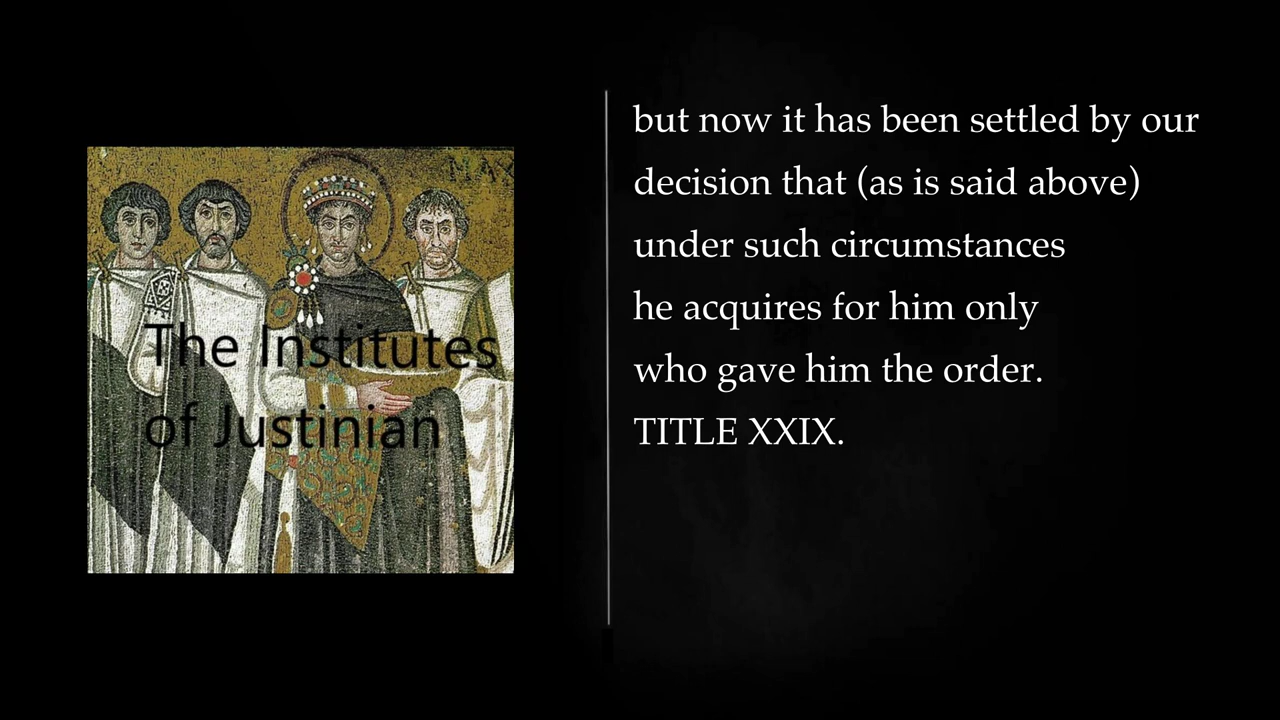 The Institutes
of Justinian
but now it has been settled by our
decision that (as is said above)
under such circumstances
he acquires for him only
who gave him the order.
TITLE XXIX.